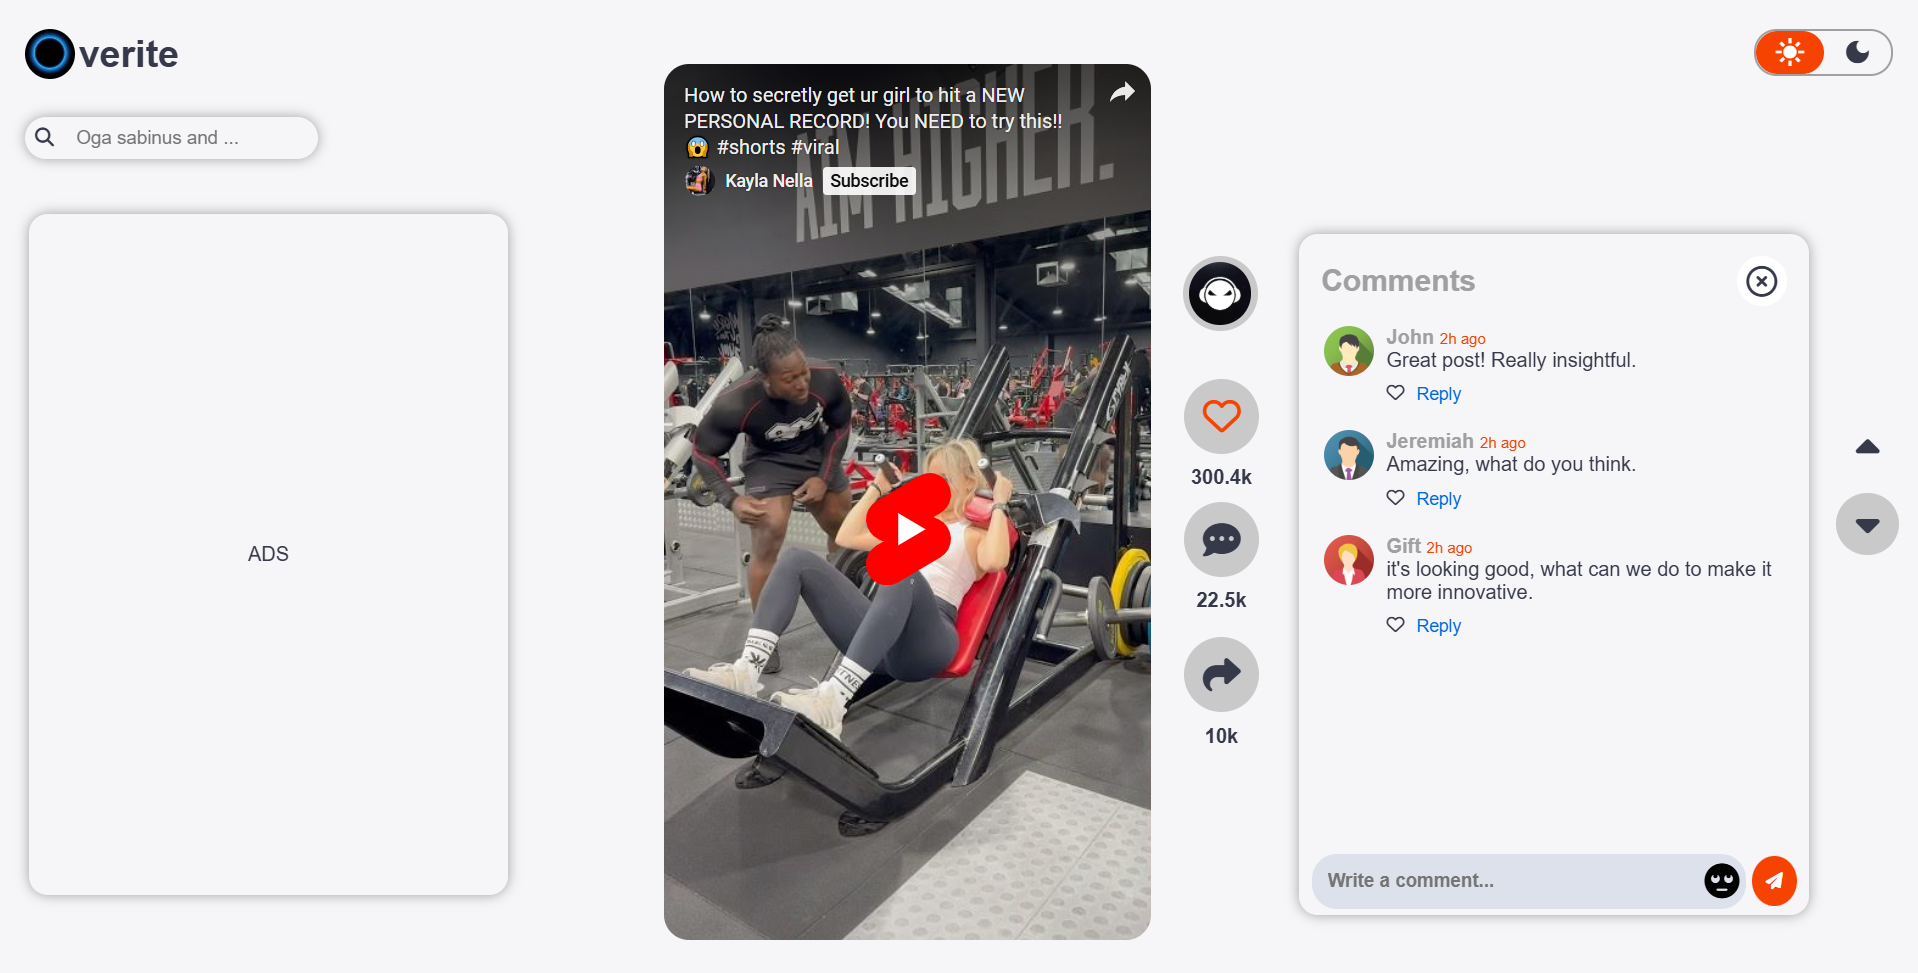 verite
Oga sabinus and ...
ADS
How to secretly get ur girl to hit a NEW
PERSONAL RECORD! You NEED to try this!!
😱 #shorts #viral
Kayla Nella Subscribe
AIM HIGHER.
300.4k
22.5k
10k
Comments
John 2h ago
Great post! Really insightful.
Reply
Jeremiah 2h ago
Amazing, what do you think.
Reply
Gift 2h ago
it's looking good, what can we do to make it
more innovative.
Reply
Write a comment...